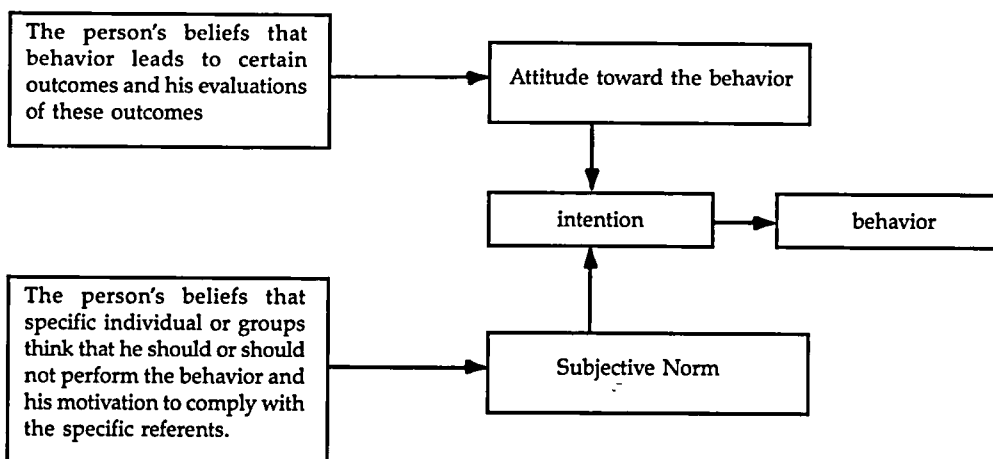 The person's beliefs that
behavior leads to certain
outcomes and his evaluations
of these outcomes
Attitude toward the behavior
intention
behavior
The person's beliefs that
specific individual or groups
think that he should or should
not perform the behavior and
his motivation to comply with
the specific referents.
Subjective Norm